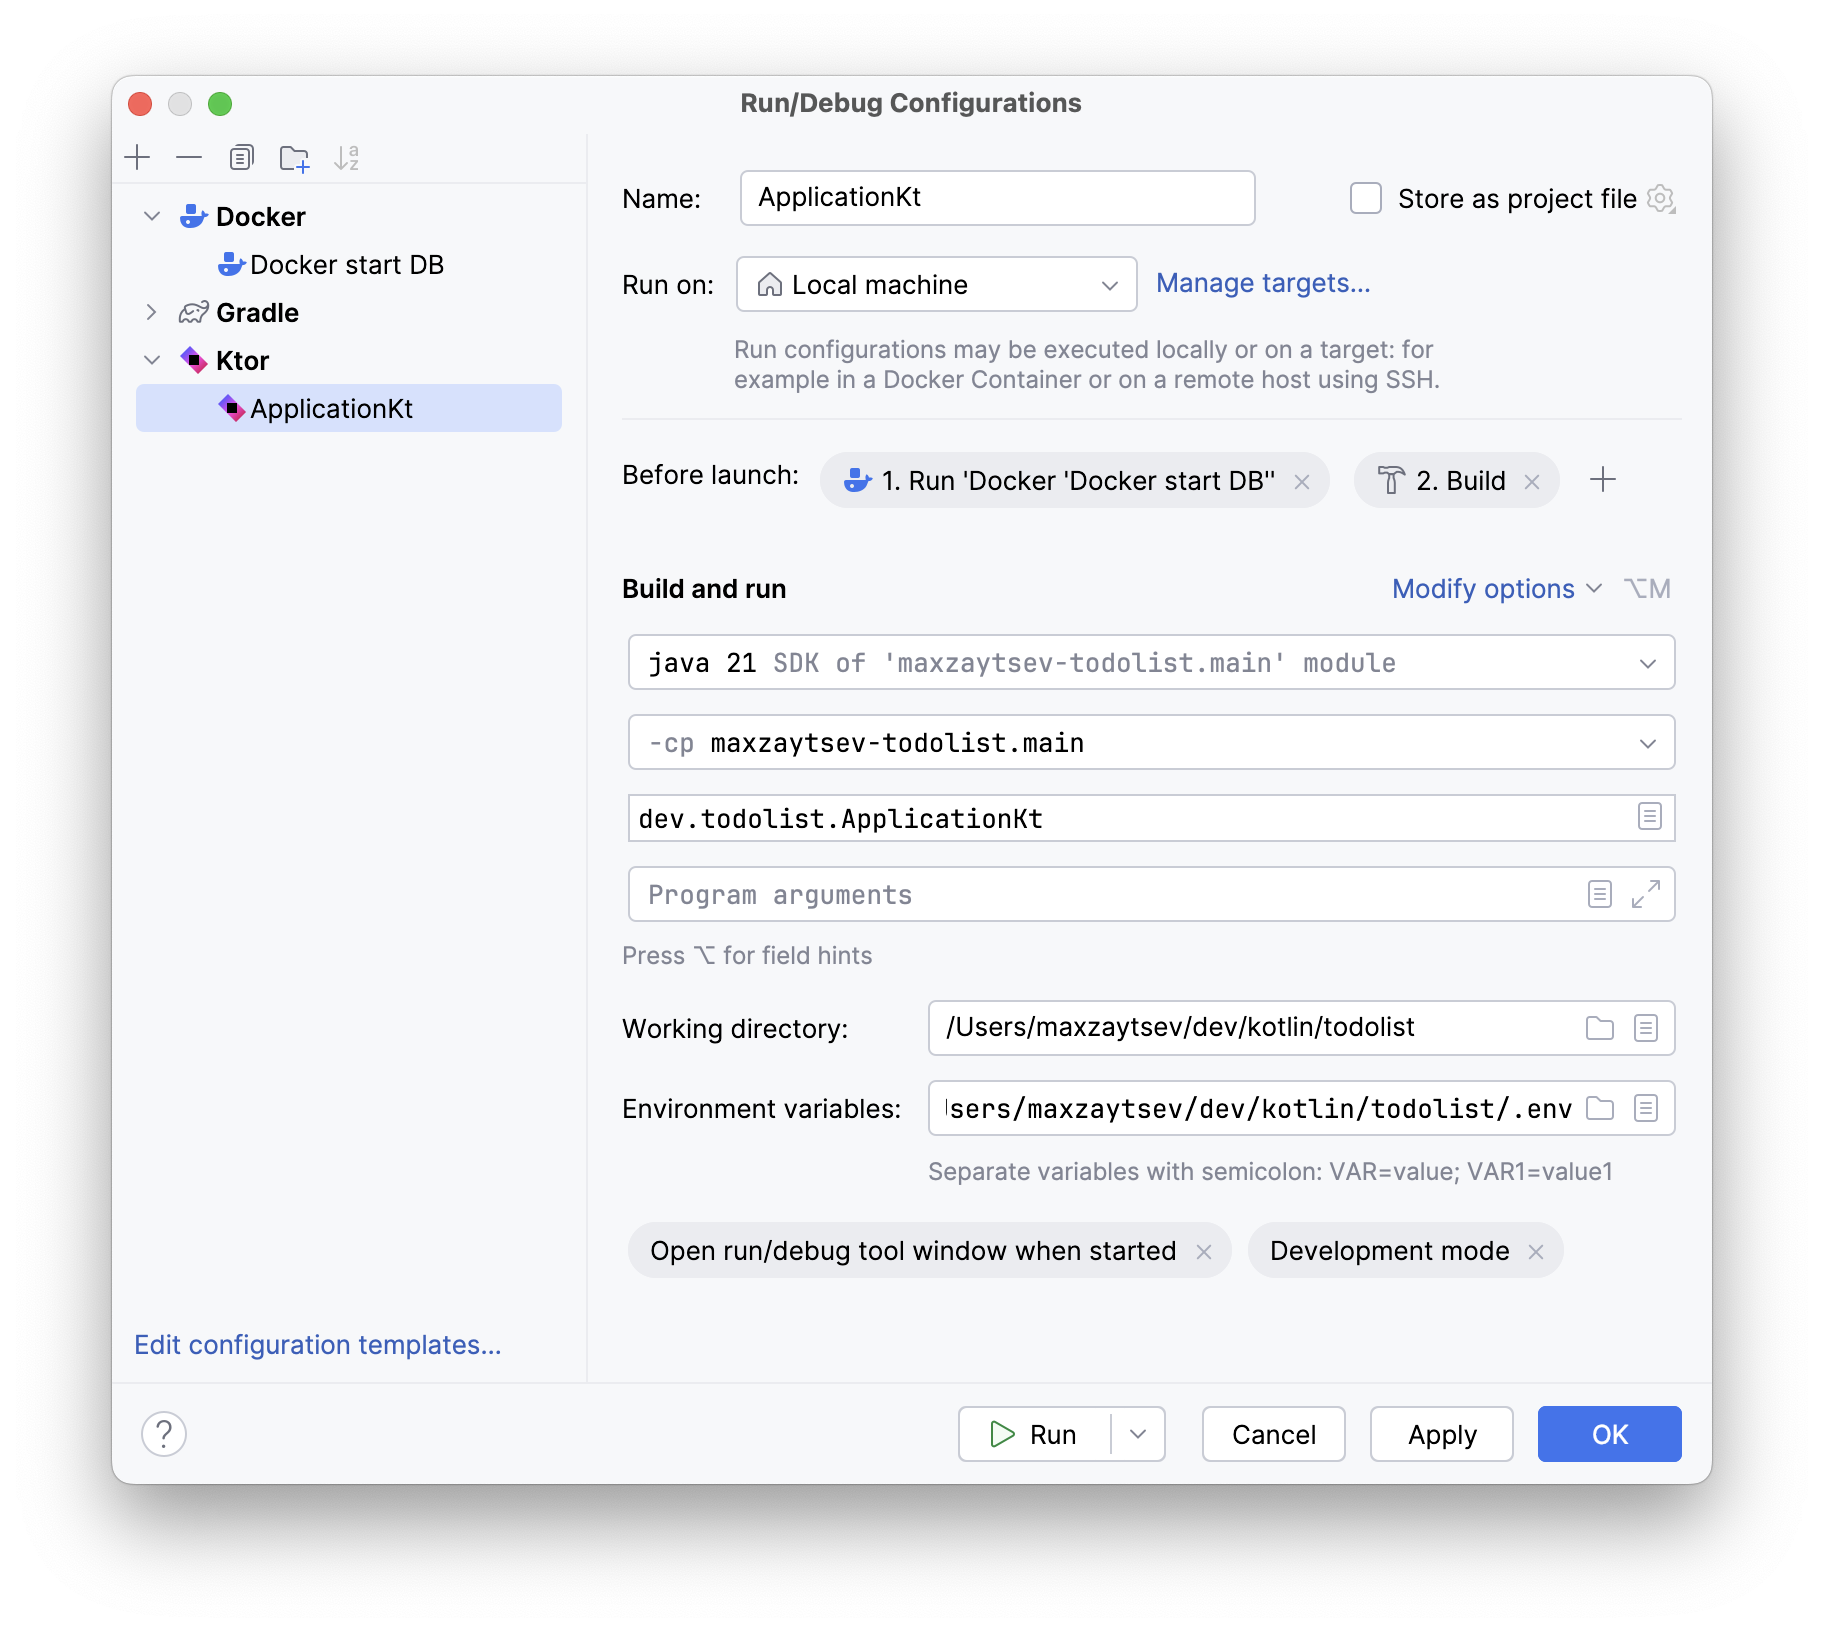 Run/Debug Configurations
Docker
Docker start DB
Gradle
Ktor
ApplicationKt
Edit configuration templates...
Name: ApplicationKt Store as project file
Run on: Local machine Manage targets...
Run configurations may be executed locally or on a target: for
example in a Docker Container or on a remote host using SSH.
Before launch: 1. Run 'Docker 'Docker start DB'' 2. Build
Build and run Modify options ⌥M
java 21 SDK of 'maxzaytsev-todolist.main' module
-cp maxzaytsev-todolist.main
dev.todolist.ApplicationKt
Program arguments
Press ⌥ for field hints
Working directory: /Users/maxzaytsev/dev/kotlin/todolist
Environment variables: sers/maxzaytsev/dev/kotlin/todolist/.env
Separate variables with semicolon: VAR=value; VAR1=value1
Open run/debug tool window when started Development mode
? Run Cancel Apply OK